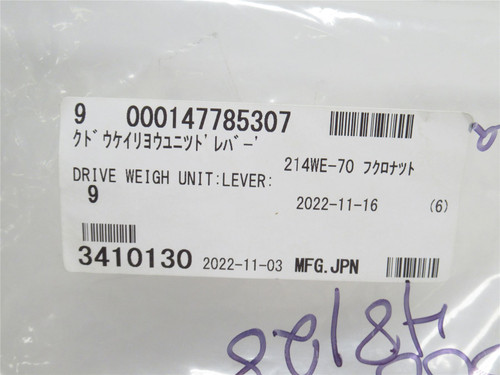 9 000147785307
ｸﾄﾞｳｹｲﾘﾖｳﾕﾆﾂﾄﾞﾚﾊﾞｰ'
214WE-70 ﾌｸﾛﾅﾂﾄ
DRIVE WEIGH UNIT:LEVER:
9
2022-11-16 (6)
3410130 2022-11-03 MFG.JPN